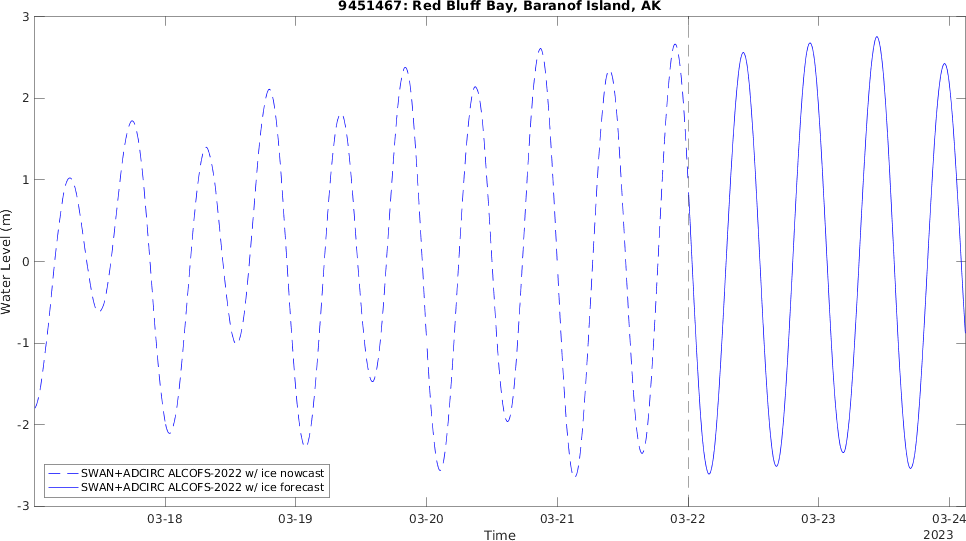 9451467: Red Bluff Bay, Baranof Island, AK
3
2
1
0
-1
-2
-3
Water Level (m)
SWAN+ADCIRC ALCOFS-2022 w/ ice nowcast
SWAN+ADCIRC ALCOFS-2022 w/ ice forecast
03-18 03-19 03-20 03-21 03-22 03-23 03-24
Time
2023